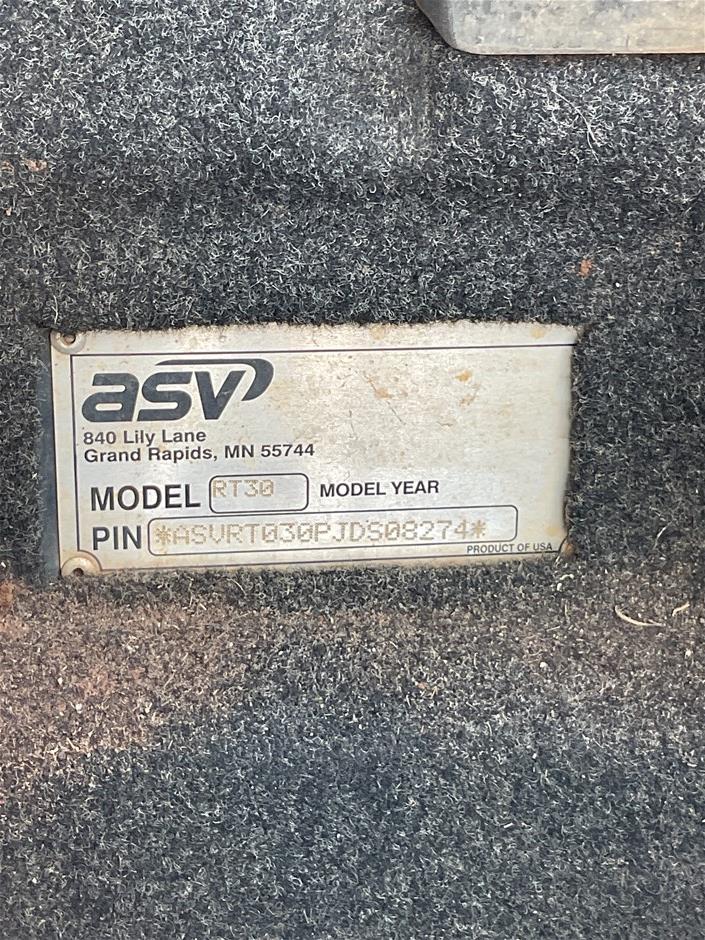 asv
840 Lily Lane
Grand Rapids, MN 55744
MODEL RT30 MODEL YEAR
PIN *ASVRT030PJDS08274*
PRODUCT OF USA